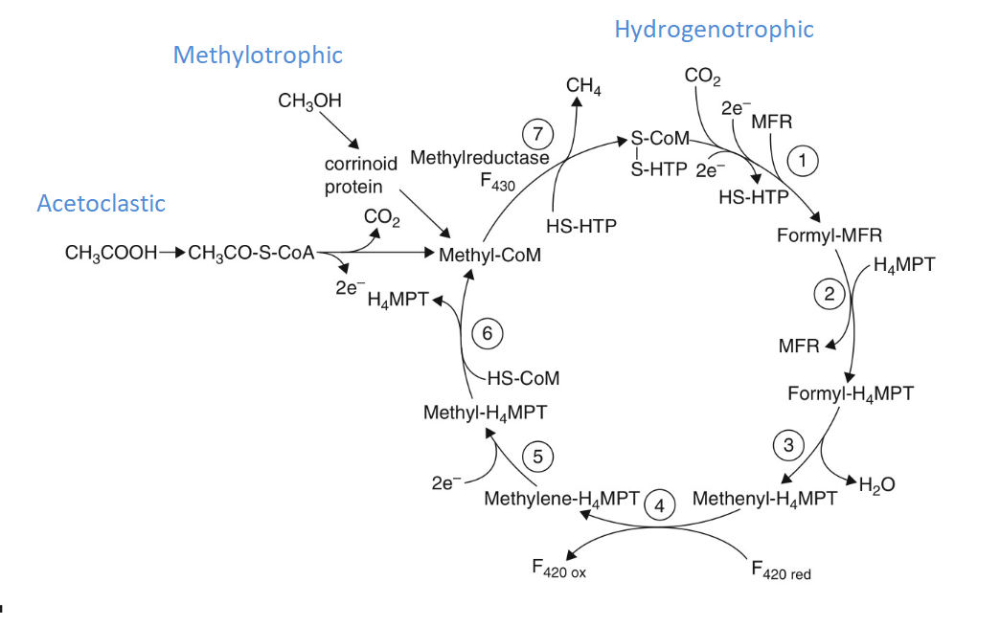 Hydrogenotrophic
Methylotrophic
CH₃OH
CH₄
CO₂
2e⁻
MFR
7
S-CoM
1
corrinoid
protein
Methylreductase
F₄₃₀
S-HTP
2e⁻
HS-HTP
Acetoclastic
CO₂
HS-HTP
Formyl-MFR
CH₃COOH
CH₃CO-S-CoA
Methyl-CoM
H₄MPT
2e⁻
H₄MPT
2
6
MFR
HS-CoM
Formyl-H₄MPT
Methyl-H₄MPT
3
5
2e⁻
H₂O
Methylene-H₄MPT
4
Methenyl-H₄MPT
F₄₂₀ ox
F₄₂₀ red